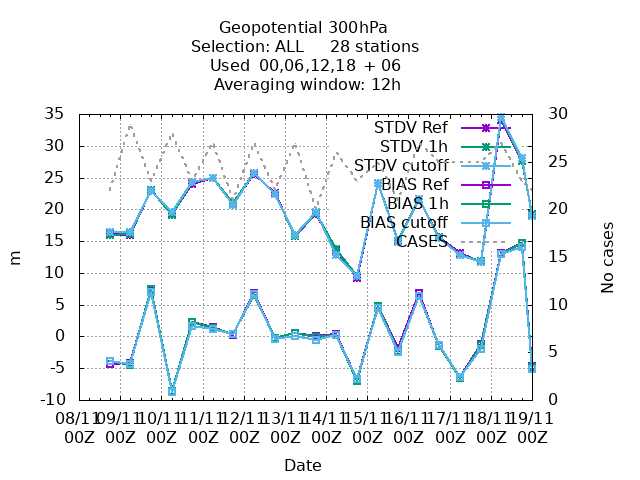 Geopotential 300hPa
Selection: ALL 28 stations
Used 00,06,12,18 + 06
Averaging window: 12h
35
30
25
20
15
10
5
0
-5
-10
30
25
20
15
10
5
0
m
No cases
STDV Ref
STDV 1h
STDV cutoff
BIAS Ref
BIAS 1h
BIAS cutoff
CASES
08/11 09/11 10/11 11/11 12/11 13/11 14/11 15/11 16/11 17/11 18/11 19/11
00Z 00Z 00Z 00Z 00Z 00Z 00Z 00Z 00Z 00Z 00Z 00Z
Date